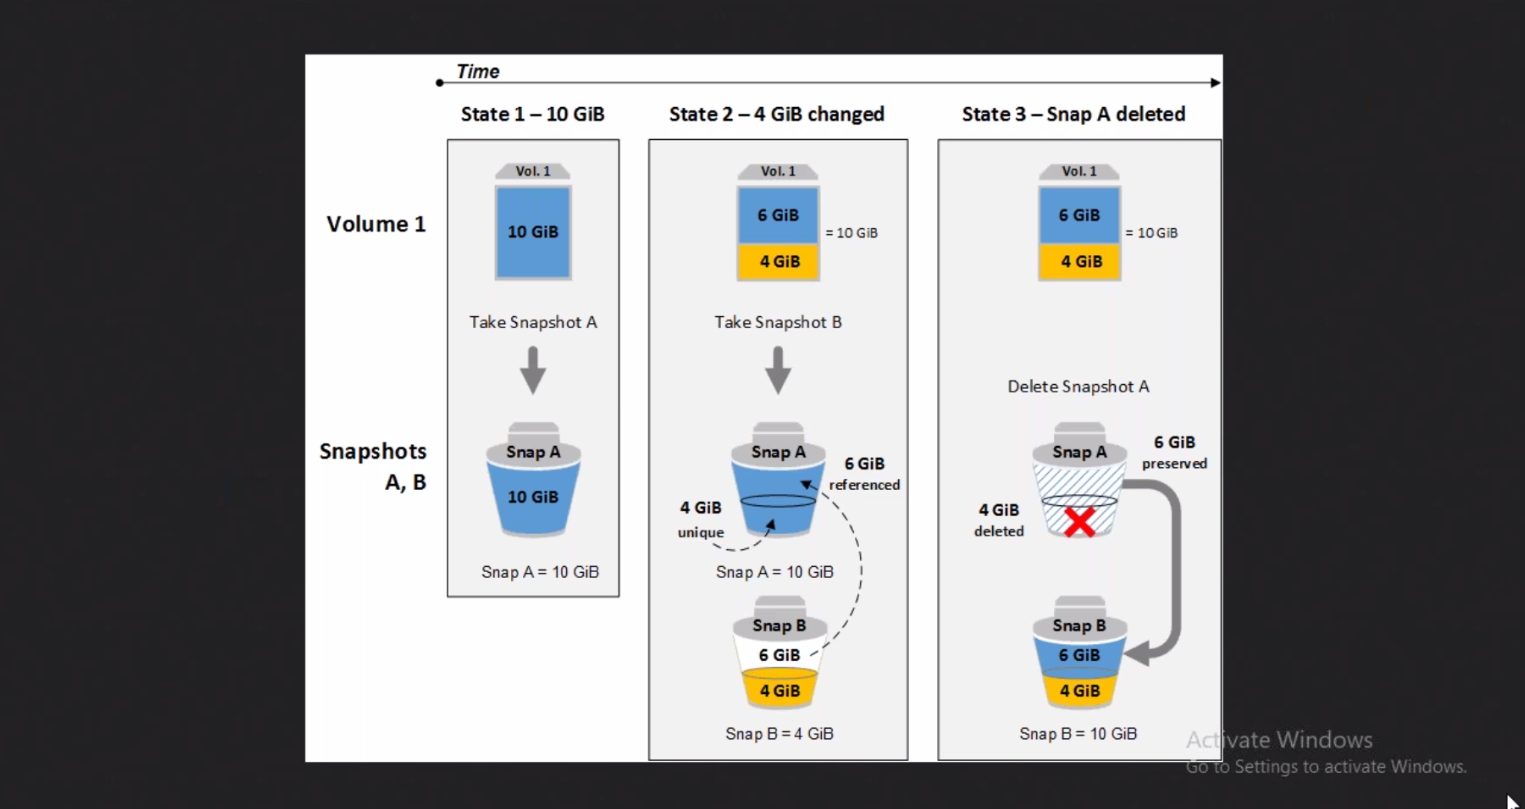 Time
State 1 – 10 GiB
State 2 – 4 GiB changed
State 3 – Snap A deleted
Volume 1
Vol. 1
10 GiB
Vol. 1
6 GiB
4 GiB
= 10 GiB
Vol. 1
6 GiB
4 GiB
= 10 GiB
Take Snapshot A
Take Snapshot B
Delete Snapshot A
Snapshots
A, B
Snap A
10 GiB
Snap A = 10 GiB
Snap A
6 GiB
referenced
4 GiB
unique
Snap A = 10 GiB
Snap B
6 GiB
4 GiB
Snap B = 4 GiB
Snap A
6 GiB
preserved
4 GiB
deleted
Snap B
6 GiB
4 GiB
Snap B = 10 GiB
Activate Windows
Go to Settings to activate Windows.